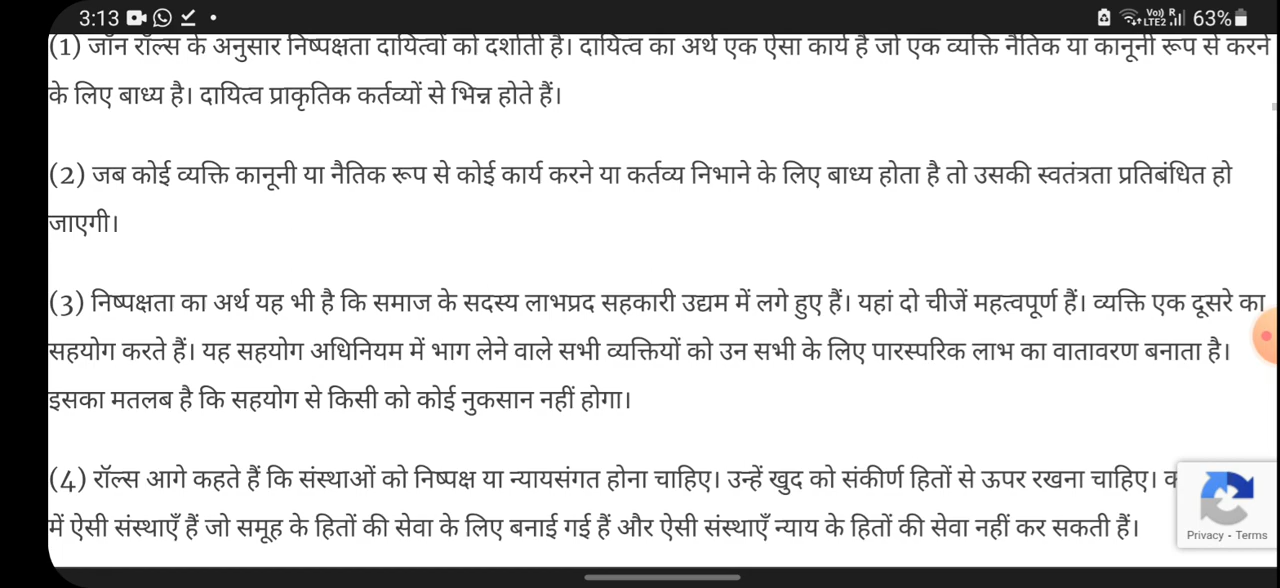 3:13
Vo)) R
LTE2
63%
(1) जॉन रॉल्स के अनुसार निष्पक्षता दायित्वों को दर्शाती है। दायित्व का अर्थ एक ऐसा कार्य है जो एक व्यक्ति नैतिक या कानूनी रूप से करने
के लिए बाध्य है। दायित्व प्राकृतिक कर्तव्यों से भिन्न होते हैं।
(2) जब कोई व्यक्ति कानूनी या नैतिक रूप से कोई कार्य करने या कर्तव्य निभाने के लिए बाध्य होता है तो उसकी स्वतंत्रता प्रतिबंधित हो
जाएगी।
(3) निष्पक्षता का अर्थ यह भी है कि समाज के सदस्य लाभप्रद सहकारी उद्यम में लगे हुए हैं। यहां दो चीजें महत्वपूर्ण हैं। व्यक्ति एक दूसरे का
सहयोग करते हैं। यह सहयोग अधिनियम में भाग लेने वाले सभी व्यक्तियों को उन सभी के लिए पारस्परिक लाभ का वातावरण बनाता है।
इसका मतलब है कि सहयोग से किसी को कोई नुकसान नहीं होगा।
(4) रॉल्स आगे कहते हैं कि संस्थाओं को निष्पक्ष या न्यायसंगत होना चाहिए। उन्हें खुद को संकीर्ण हितों से ऊपर रखना चाहिए।
में ऐसी संस्थाएँ हैं जो समूह के हितों की सेवा के लिए बनाई गई हैं और ऐसी संस्थाएँ न्याय के हितों की सेवा नहीं कर सकती हैं।
Privacy - Terms